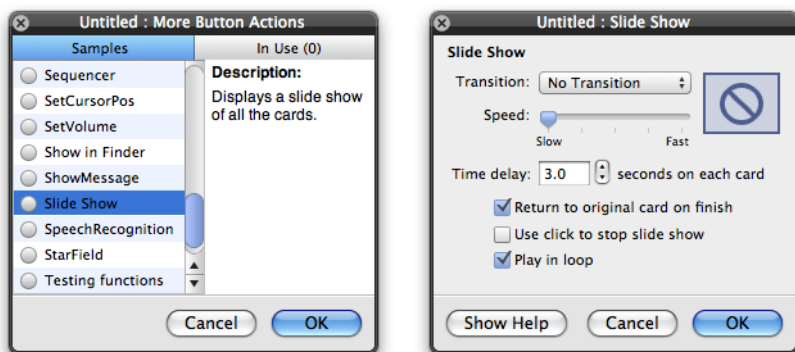 Untitled : More Button Actions
Samples
In Use (0)
Sequencer
SetCursorPos
SetVolume
Show in Finder
ShowMessage
Slide Show
SpeechRecognition
StarField
Testing functions
Description:
Displays a slide show
of all the cards.
Cancel
OK
Untitled : Slide Show
Slide Show
Transition: No Transition
Speed:
Slow Fast
Time delay: 3.0 seconds on each card
Return to original card on finish
Use click to stop slide show
Play in loop
Show Help
Cancel
OK